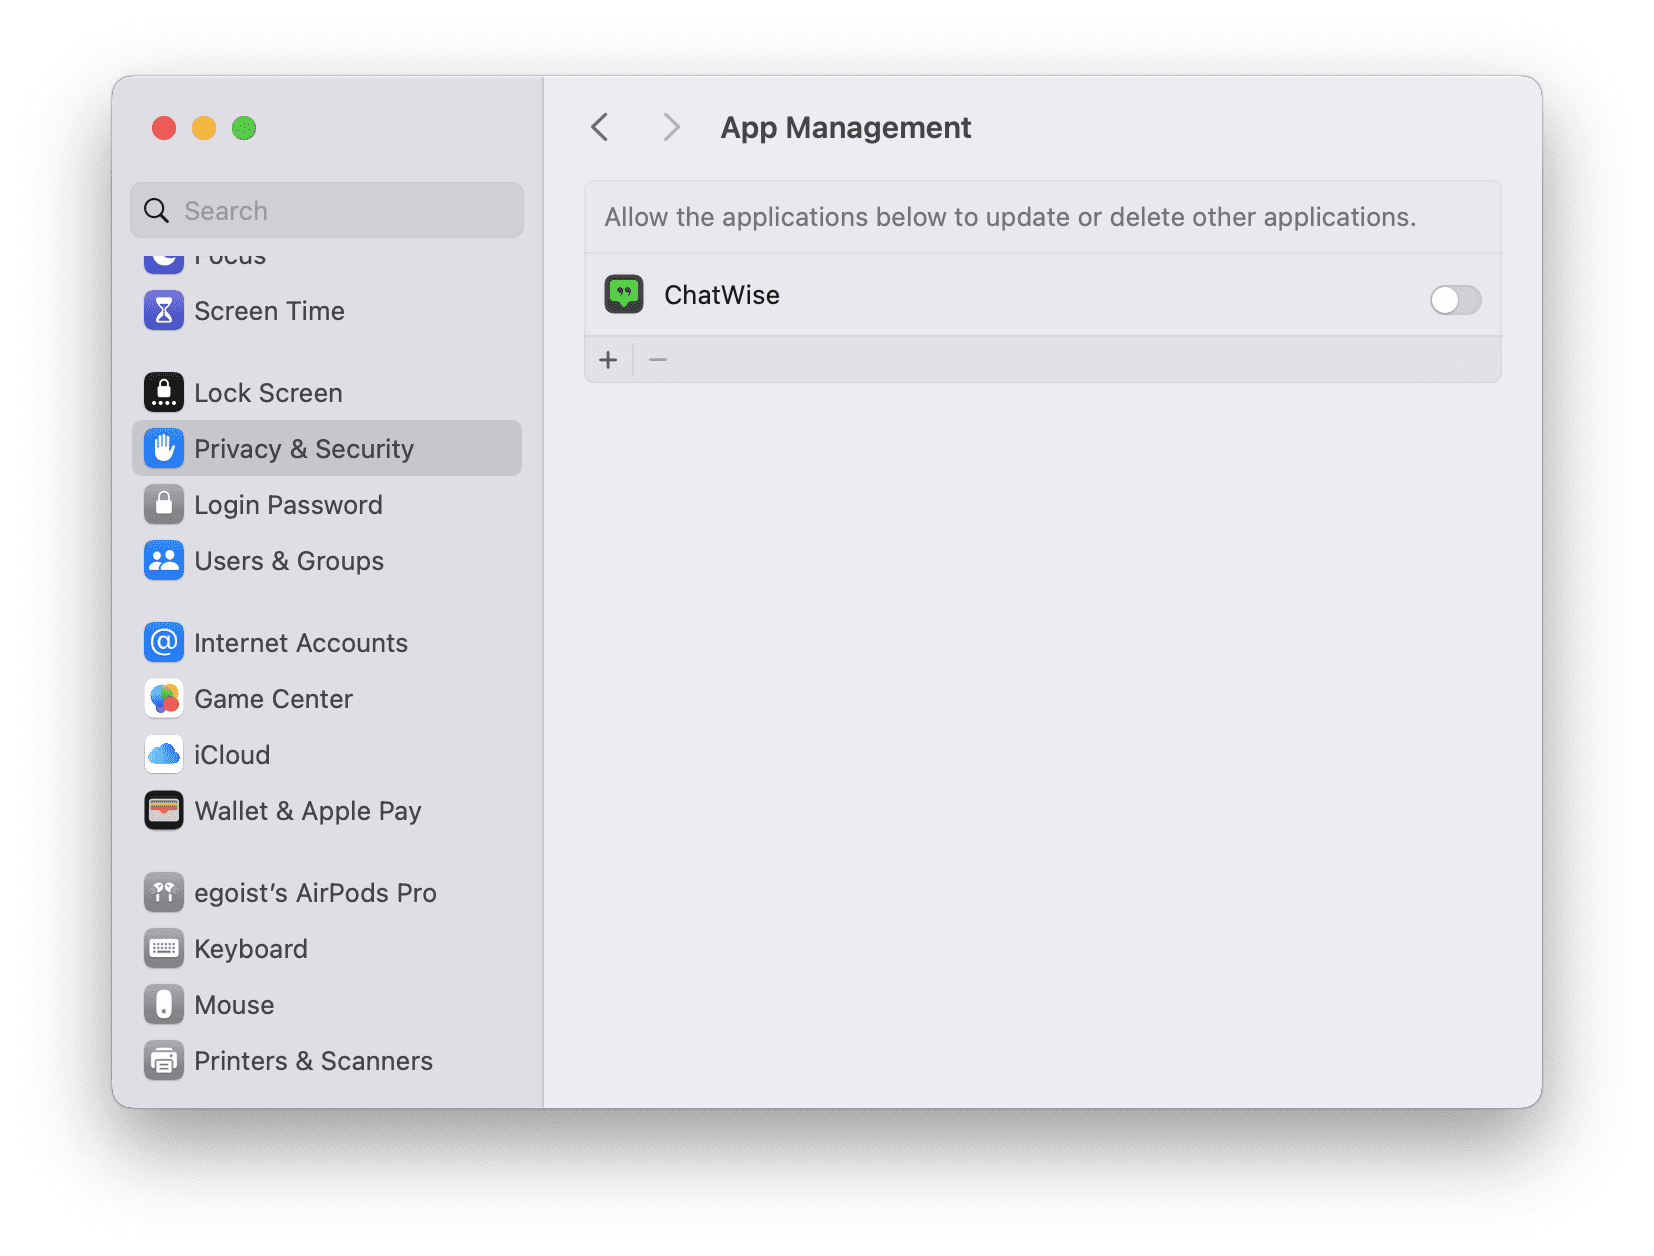 App Management
Search
Focus
Screen Time
Lock Screen
Privacy & Security
Login Password
Users & Groups
Internet Accounts
Game Center
iCloud
Wallet & Apple Pay
egoist’s AirPods Pro
Keyboard
Mouse
Printers & Scanners
Allow the applications below to update or delete other applications.
ChatWise